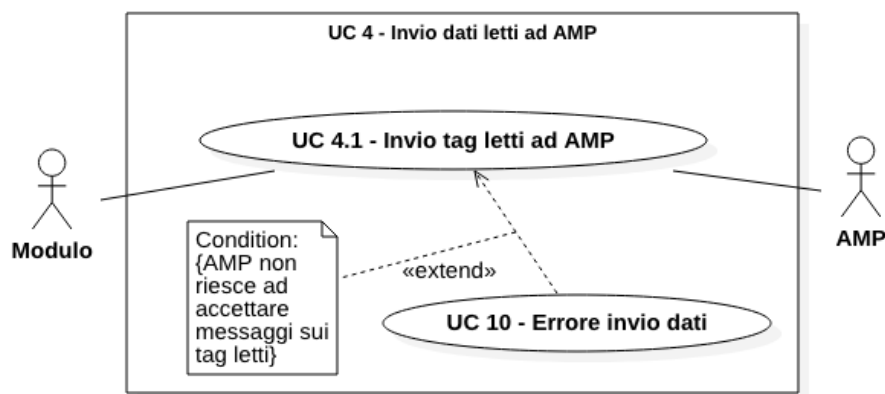 UC 4 - Invio dati letti ad AMP
UC 4.1 - Invio tag letti ad AMP
Modulo
AMP
Condition:
{AMP non
riesce ad
accettare
messaggi sui
tag letti}
«extend»
UC 10 - Errore invio dati